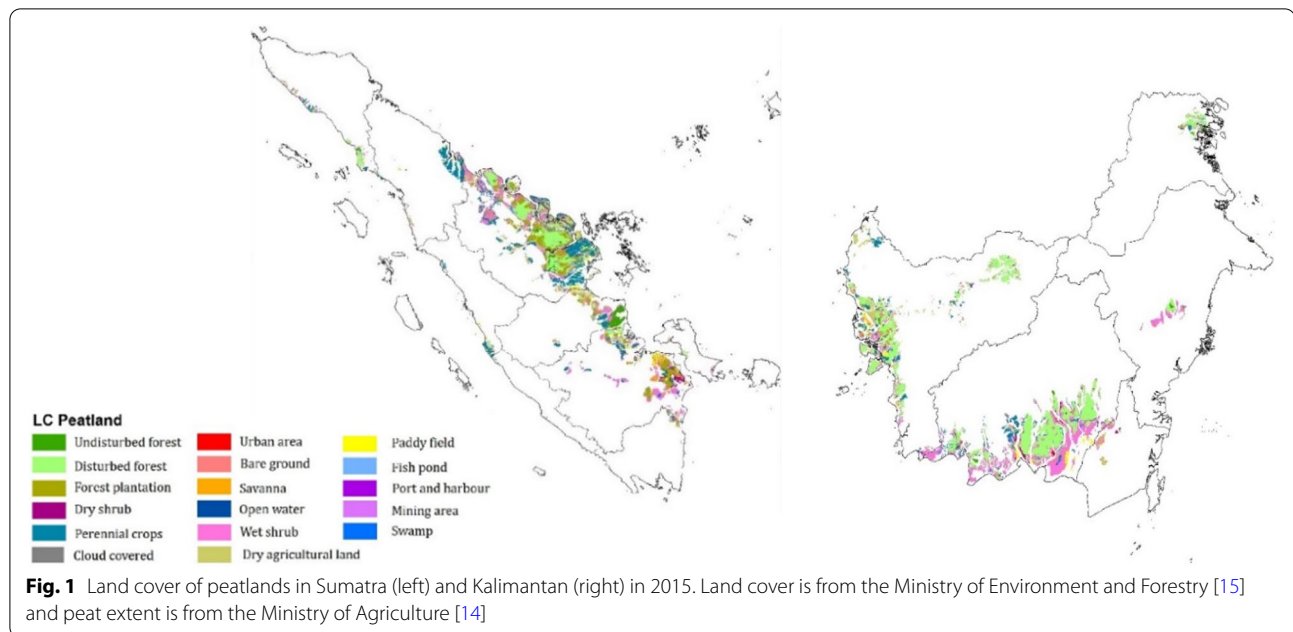 LC Peatland
Undisturbed forest
Disturbed forest
Forest plantation
Dry shrub
Perennial crops
Cloud covered
Urban area
Bare ground
Savanna
Open water
Wet shrub
Dry agricultural land
Paddy field
Fish pond
Port and harbour
Mining area
Swamp
Fig. 1 Land cover of peatlands in Sumatra (left) and Kalimantan (right) in 2015. Land cover is from the Ministry of Environment and Forestry [15]
and peat extent is from the Ministry of Agriculture [14]